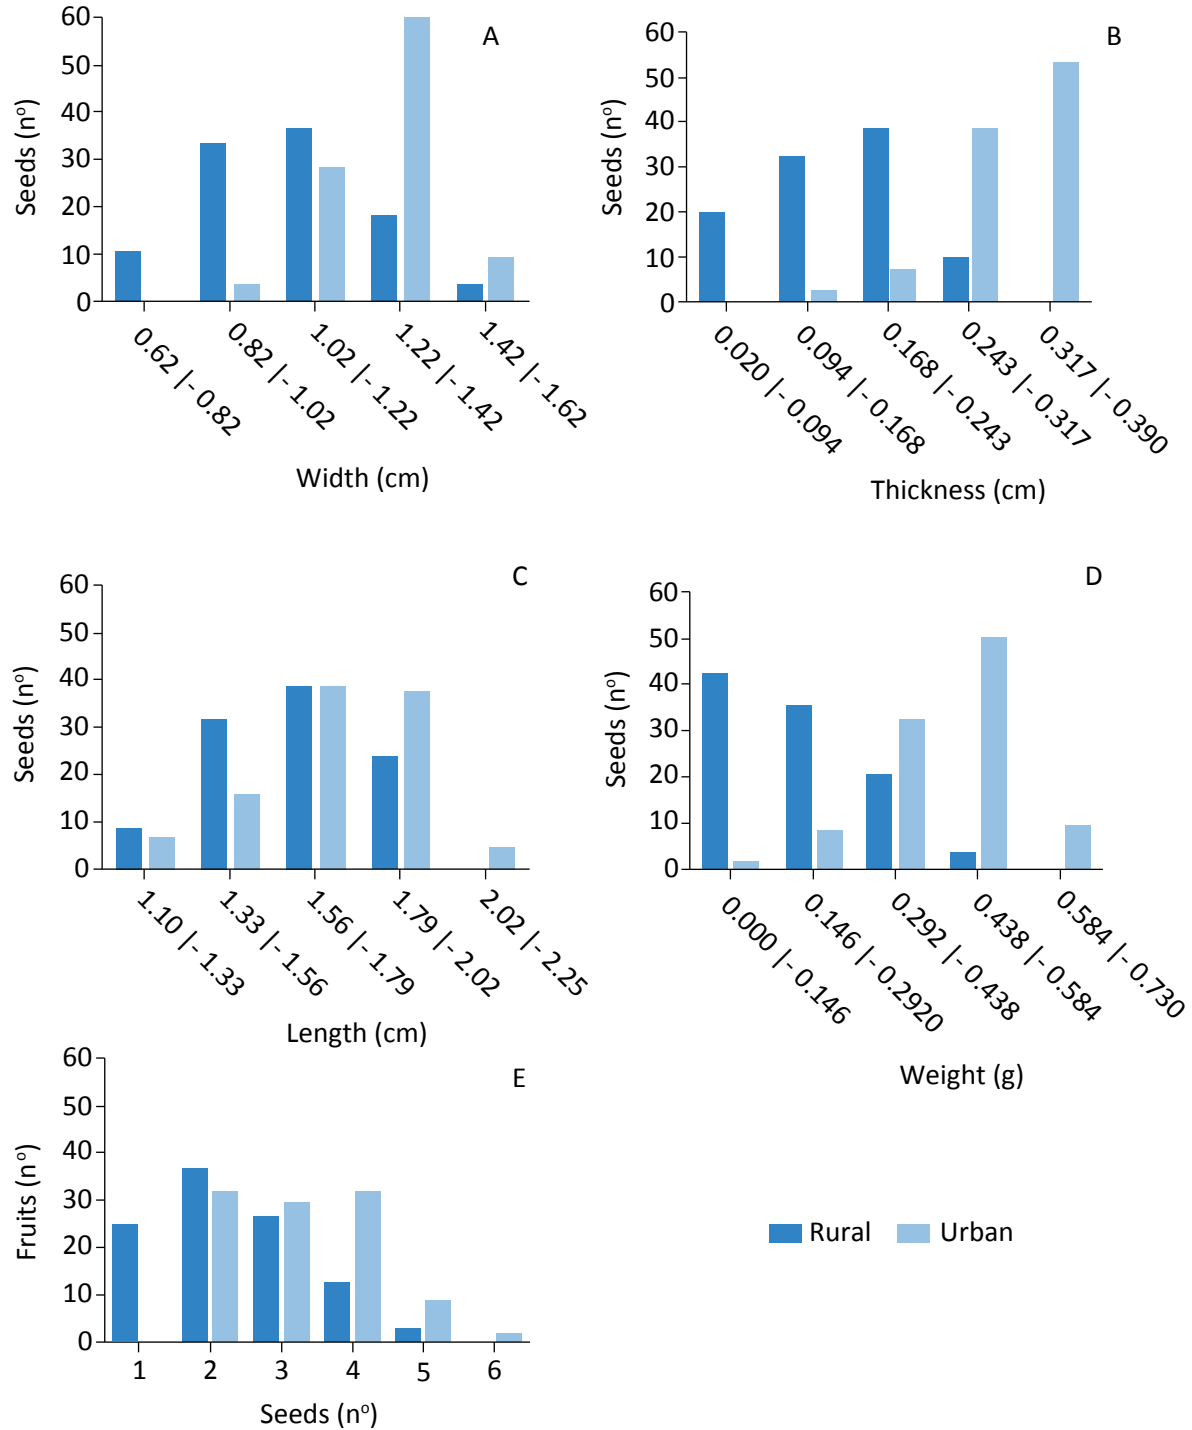 A
Seeds (nº)
60
50
40
30
20
10
0
0.62 |- 0.82
0.82 |- 1.02
1.02 |- 1.22
1.22 |- 1.42
1.42 |- 1.62
Width (cm)
B
Seeds (nº)
60
50
40
30
20
10
0
0.020 |- 0.094
0.094 |- 0.168
0.168 |- 0.243
0.243 |- 0.317
0.317 |- 0.390
Thickness (cm)
C
Seeds (nº)
60
50
40
30
20
10
0
1.10 |- 1.33
1.33 |- 1.56
1.56 |- 1.79
1.79 |- 2.02
2.02 |- 2.25
Length (cm)
D
Seeds (nº)
60
50
40
30
20
10
0
0.000 |- 0.146
0.146 |- 0.2920
0.292 |- 0.438
0.438 |- 0.584
0.584 |- 0.730
Weight (g)
E
Fruits (nº)
60
50
40
30
20
10
0
1
2
3
4
5
6
Seeds (nº)
Rural
Urban